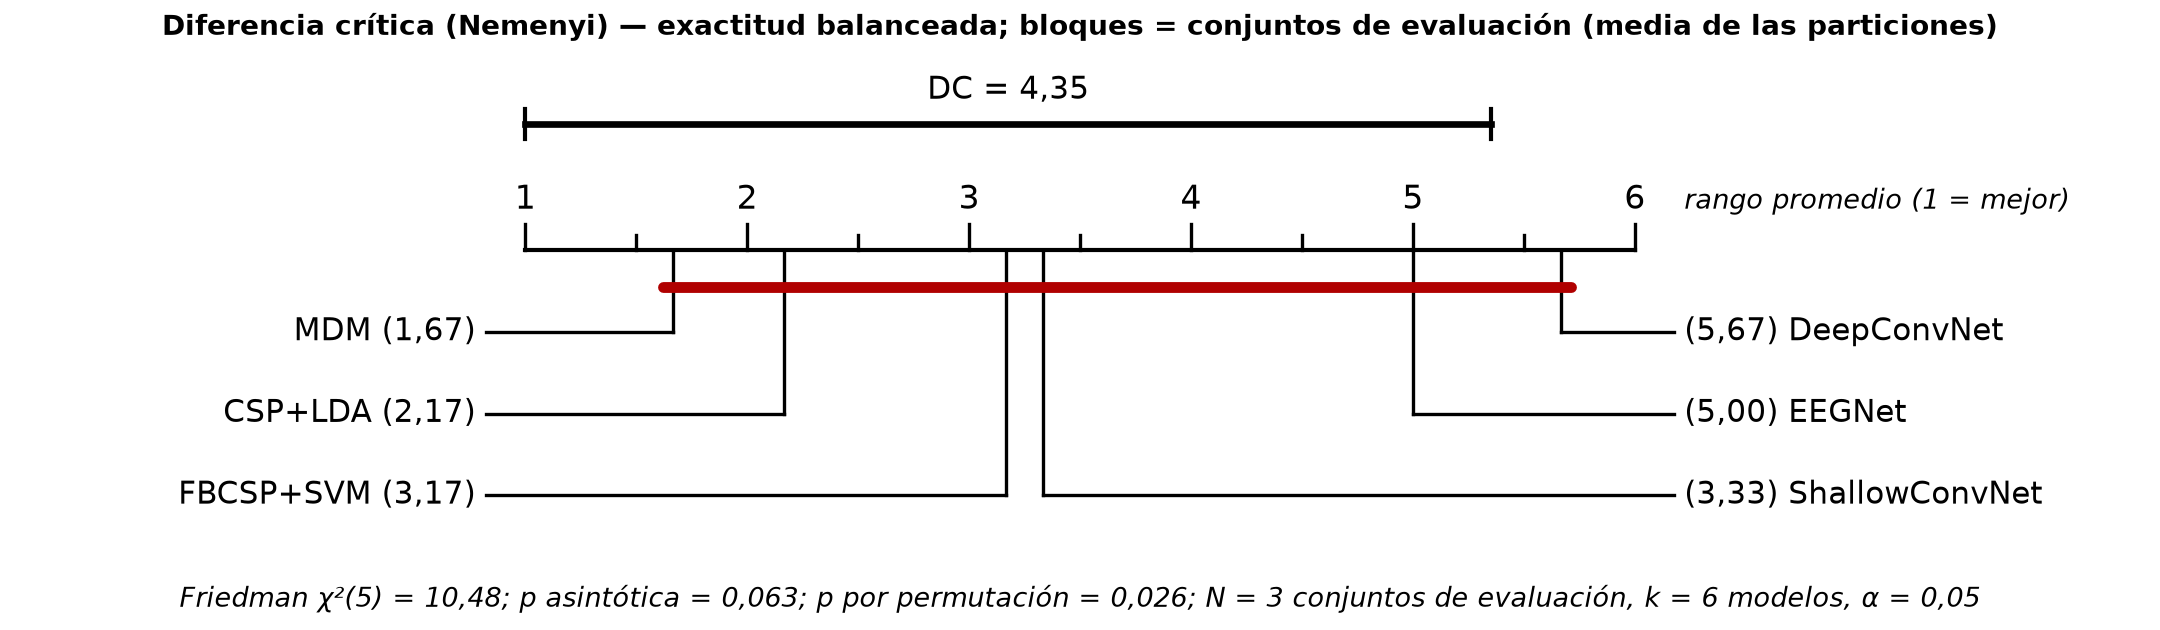 Diferencia crítica (Nemenyi) — exactitud balanceada; bloques = conjuntos de evaluación (media de las particiones)
DC = 4,35
1 2 3 4 5 6 rango promedio (1 = mejor)
MDM (1,67) (5,67) DeepConvNet
CSP+LDA (2,17) (5,00) EEGNet
FBCSP+SVM (3,17) (3,33) ShallowConvNet
Friedman χ²(5) = 10,48; p asintótica = 0,063; p por permutación = 0,026; N = 3 conjuntos de evaluación, k = 6 modelos, α = 0,05